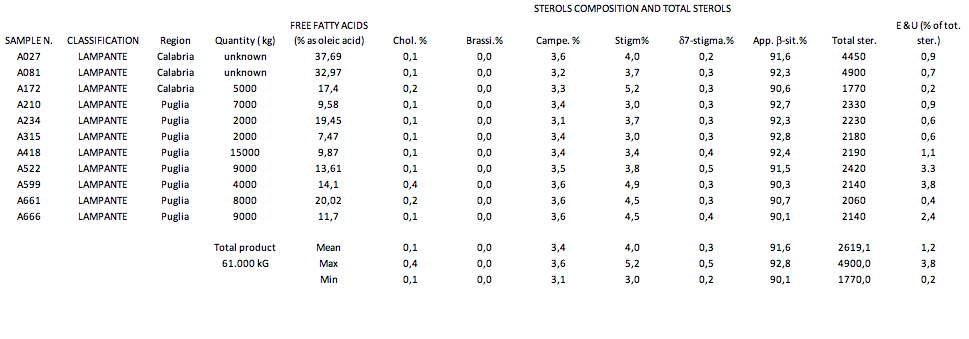 STEROLS COMPOSITION AND TOTAL STEROLS
FREE FATTY ACIDS E & U (% of tot.
SAMPLE N. CLASSIFICATION Region Quantity ( kg) (% as oleic acid) Chol. % Brassi.% Campe. % Stigm% δ7-stigma.% App. β-sit.% Total ster. ster.)
A027 LAMPANTE Calabria unknown 37,69 0,1 0,0 3,6 4,0 0,2 91,6 4450 0,9
A081 LAMPANTE Calabria unknown 32,97 0,1 0,0 3,2 3,7 0,3 92,3 4900 0,7
A172 LAMPANTE Calabria 5000 17,4 0,2 0,0 3,3 5,2 0,3 90,6 1770 0,2
A210 LAMPANTE Puglia 7000 9,58 0,1 0,0 3,4 3,0 0,3 92,7 2330 0,9
A234 LAMPANTE Puglia 2000 19,45 0,1 0,0 3,1 3,7 0,3 92,3 2230 0,6
A315 LAMPANTE Puglia 2000 7,47 0,1 0,0 3,4 3,0 0,3 92,8 2180 0,6
A418 LAMPANTE Puglia 15000 9,87 0,1 0,0 3,4 3,4 0,4 92,4 2190 1,1
A522 LAMPANTE Puglia 9000 13,61 0,1 0,0 3,5 3,8 0,5 91,5 2420 3.3
A599 LAMPANTE Puglia 4000 14,1 0,4 0,0 3,6 4,9 0,3 90,3 2140 3,8
A661 LAMPANTE Puglia 8000 20,02 0,2 0,0 3,6 4,5 0,3 90,7 2060 0,4
A666 LAMPANTE Puglia 9000 11,7 0,1 0,0 3,6 4,5 0,4 90,1 2140 2,4
Total product Mean 0,1 0,0 3,4 4,0 0,3 91,6 2619,1 1,2
61.000 kG Max 0,4 0,0 3,6 5,2 0,5 92,8 4900,0 3,8
Min 0,1 0,0 3,1 3,0 0,2 90,1 1770,0 0,2